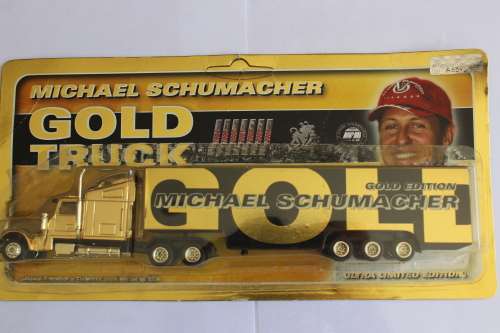 MICHAEL SCHUMACHER
GOLD
TRUCK
GOLD EDITION
GOLD
MICHAEL SCHUMACHER
ULTRA LIMITED EDITION